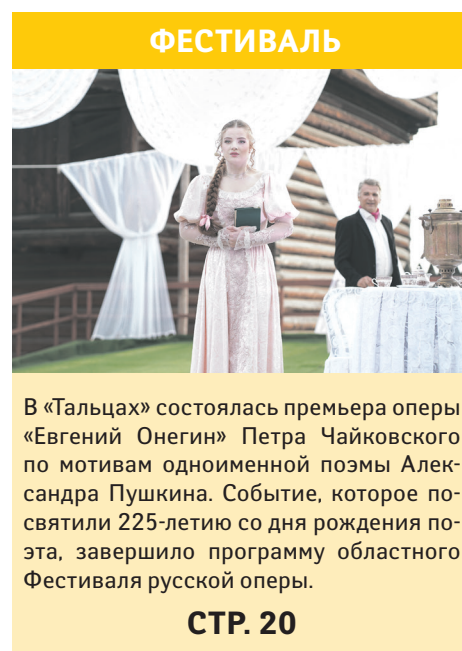 ФЕСТИВАЛЬ
В «Тальцах» состоялась премьера оперы
«Евгений Онегин» Петра Чайковского
по мотивам одноименной поэмы Алек-
сандра Пушкина. Событие, которое по-
святили 225-летию со дня рождения по-
эта, завершило программу областного
Фестиваля русской оперы.
СТР. 20